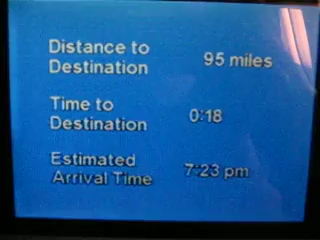 Distance to
Destination 95 miles
Time to
Destination 0:18
Estimated
Arrival Time 7:23 pm